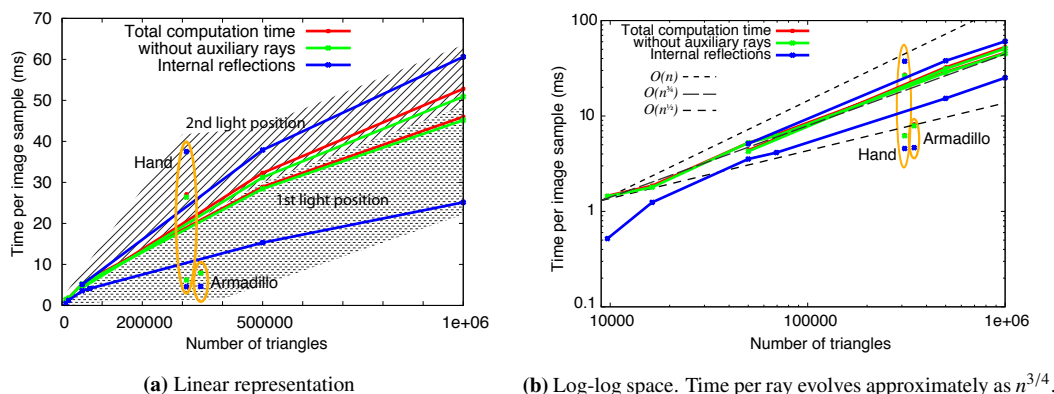 70
60
50
40
30
20
10
0
Time per image sample (ms)
Total computation time
without auxiliary rays
Internal reflections
2nd light position
Hand
1st light position
Armadillo
0
200000
500000
1e+06
Number of triangles
(a) Linear representation
100
10
1
0.1
Time per image sample (ms)
Total computation time
without auxiliary rays
Internal reflections
O(n)
O(n¾)
O(n½)
Armadillo
Hand
10000
100000
1e+06
Number of triangles
(b) Log-log space. Time per ray evolves approximately as n^{3/4}.